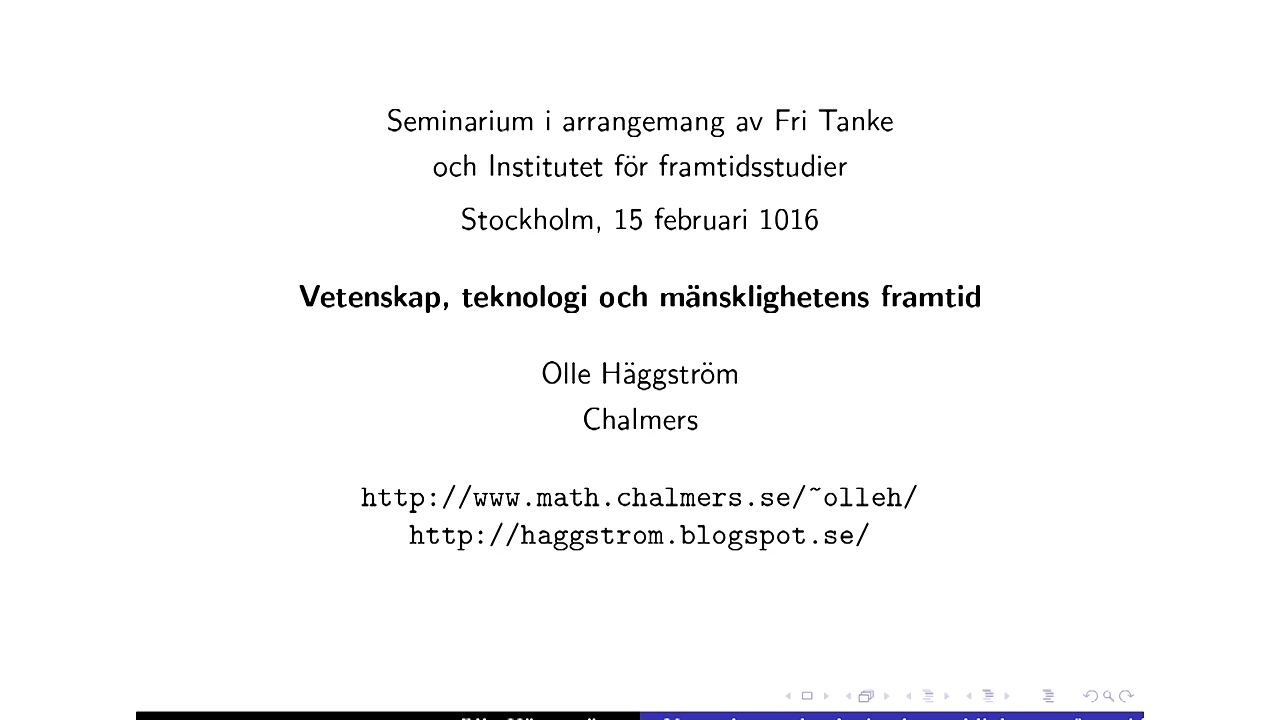 Seminarium i arrangemang av Fri Tanke
och Institutet för framtidsstudier
Stockholm, 15 februari 1016
Vetenskap, teknologi och mänsklighetens framtid
Olle Häggström
Chalmers
http://www.math.chalmers.se/~olleh/
http://haggstrom.blogspot.se/